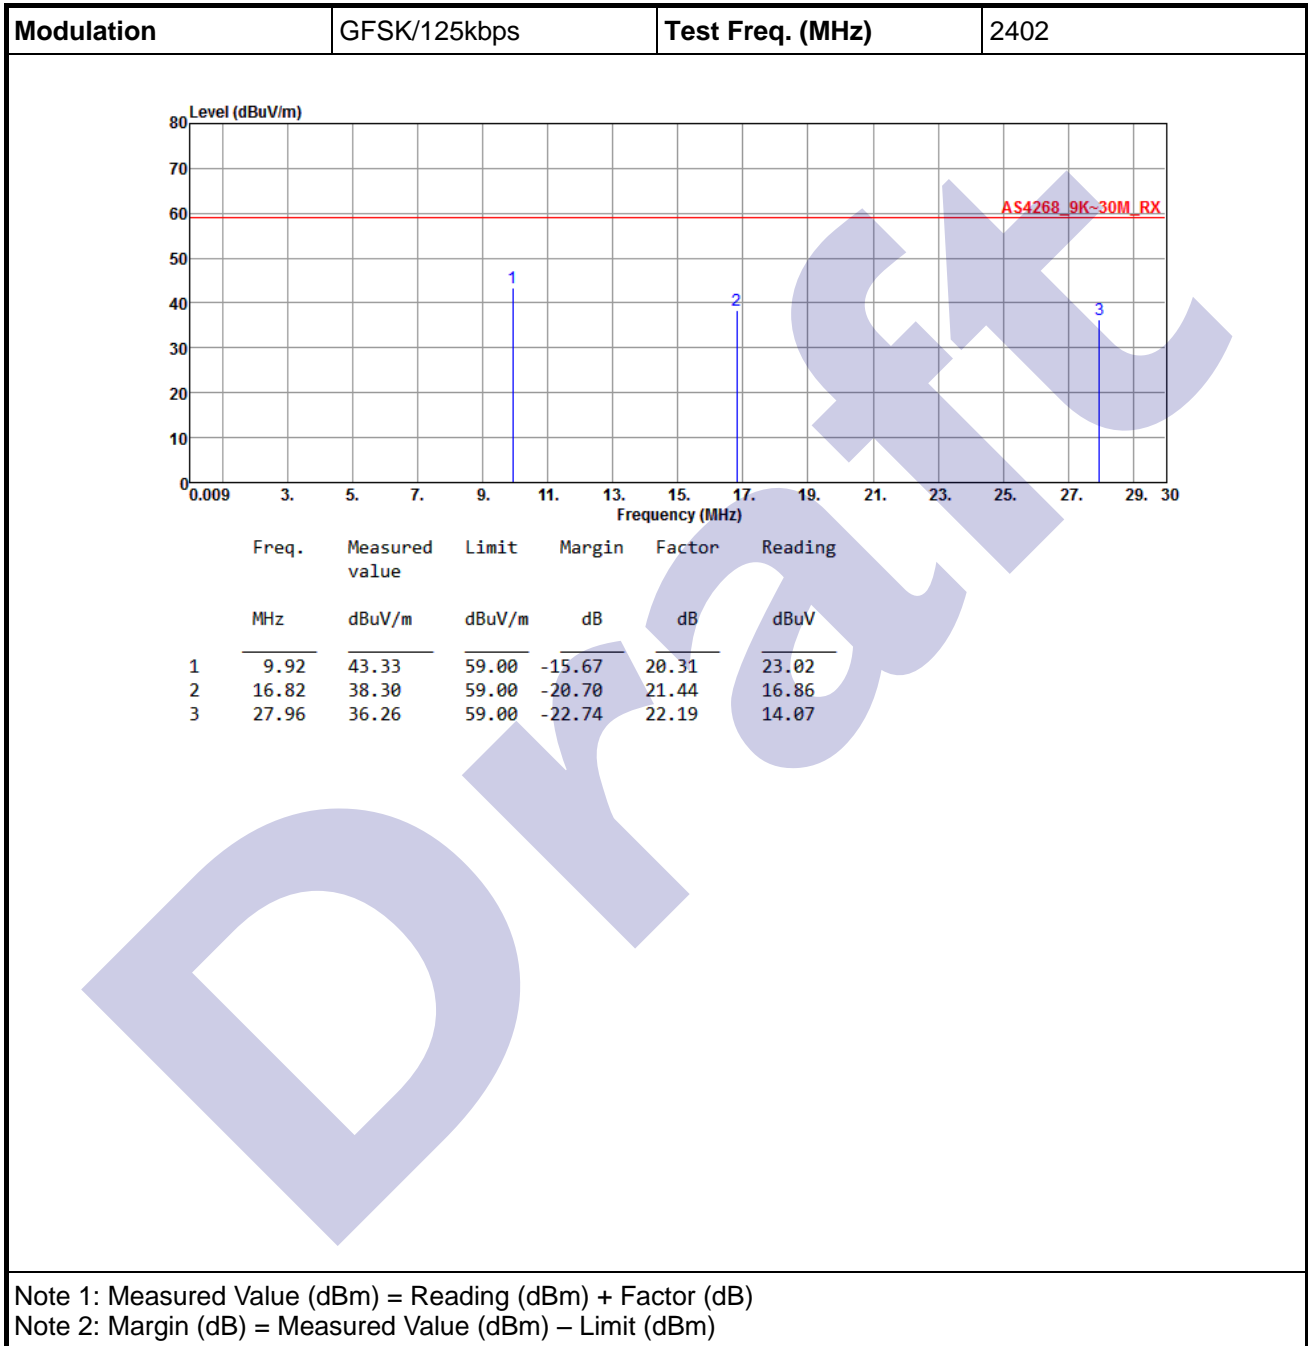 Modulation GFSK/125kbps Test Freq. (MHz) 2402
Level (dBuV/m)
80
70
60
50
40
30
20
10
0
AS4268_9K~30M_RX
1
2
3
0.009 3. 5. 7. 9. 11. 13. 15. 17. 19. 21. 23. 25. 27. 29. 30
Frequency (MHz)
Freq. Measured Limit Margin Factor Reading
value
MHz dBuV/m dBuV/m dB dB dBuV
1 9.92 43.33 59.00 -15.67 20.31 23.02
2 16.82 38.30 59.00 -20.70 21.44 16.86
3 27.96 36.26 59.00 -22.74 22.19 14.07
Draft
Note 1: Measured Value (dBm) = Reading (dBm) + Factor (dB)
Note 2: Margin (dB) = Measured Value (dBm) – Limit (dBm)